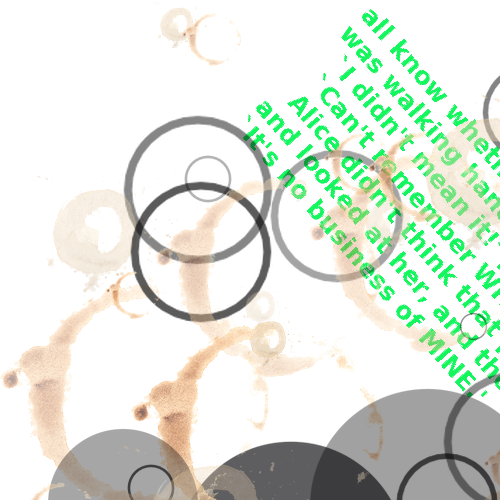 all know wheth
was walking han
`I didn't mean it!'
`Can't remember W
Alice didn't think that
and looked at her, and the
`It's no business of MINE.'